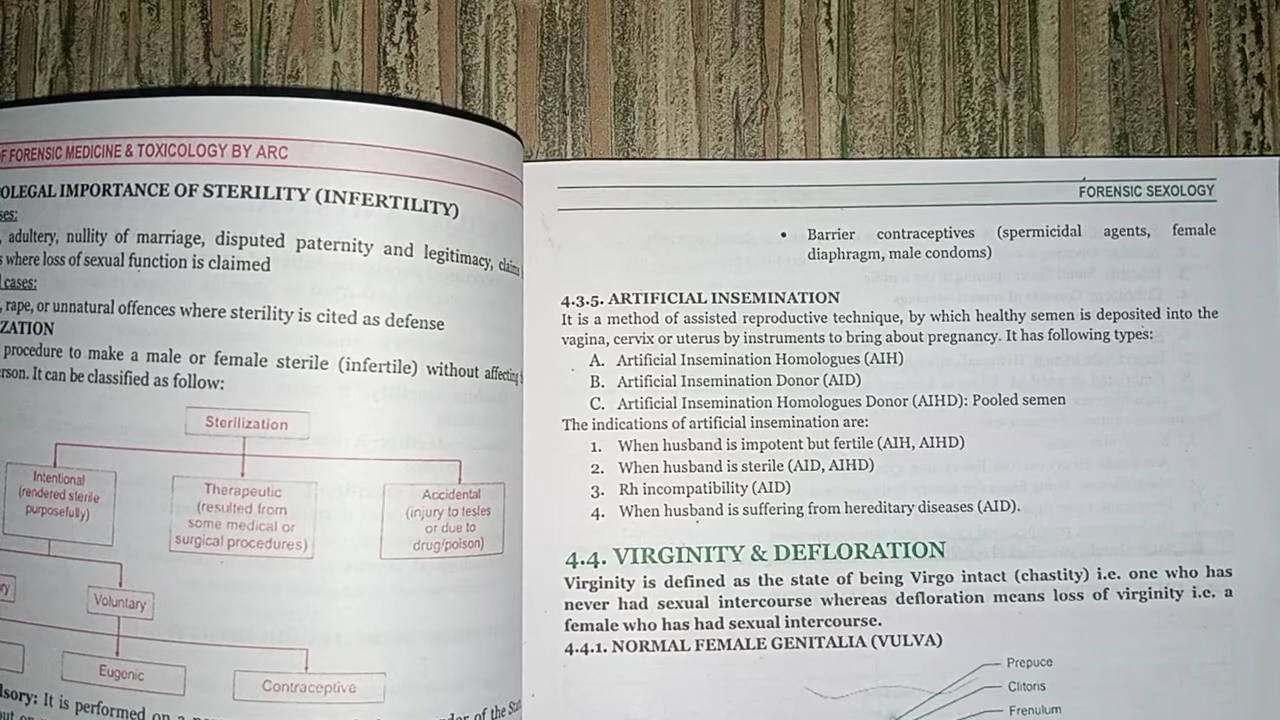 F FORENSIC MEDICINE & TOXICOLOGY BY ARC
OLEGAL IMPORTANCE OF STERILITY (INFERTILITY)
ses:
, adultery, nullity of marriage, disputed paternity and legitimacy, claims
s where loss of sexual function is claimed
l cases:
, rape, or unnatural offences where sterility is cited as defense
ZATION
procedure to make a male or female sterile (infertile) without affecting
erson. It can be classified as follow:
Sterilization
Intentional
(rendered sterile
purposefully)
Therapeutic
(resulted from
some medical or
surgical procedures)
Accidental
(injury to testes
or due to
drug/poison)
ry
Voluntary
Eugenic
Contraceptive
lsory: It is performed on a
der of the Stat
FORENSIC SEXOLOGY
• Barrier contraceptives (spermicidal agents, female
diaphragm, male condoms)
4.3.5. ARTIFICIAL INSEMINATION
It is a method of assisted reproductive technique, by which healthy semen is deposited into the
vagina, cervix or uterus by instruments to bring about pregnancy. It has following types:
A. Artificial Insemination Homologues (AIH)
B. Artificial Insemination Donor (AID)
C. Artificial Insemination Homologues Donor (AIHD): Pooled semen
The indications of artificial insemination are:
1. When husband is impotent but fertile (AIH, AIHD)
2. When husband is sterile (AID, AIHD)
3. Rh incompatibility (AID)
4. When husband is suffering from hereditary diseases (AID).
4.4. VIRGINITY & DEFLORATION
Virginity is defined as the state of being Virgo intact (chastity) i.e. one who has
never had sexual intercourse whereas defloration means loss of virginity i.e. a
female who has had sexual intercourse.
4.4.1. NORMAL FEMALE GENITALIA (VULVA)
Prepuce
Clitoris
Frenulum